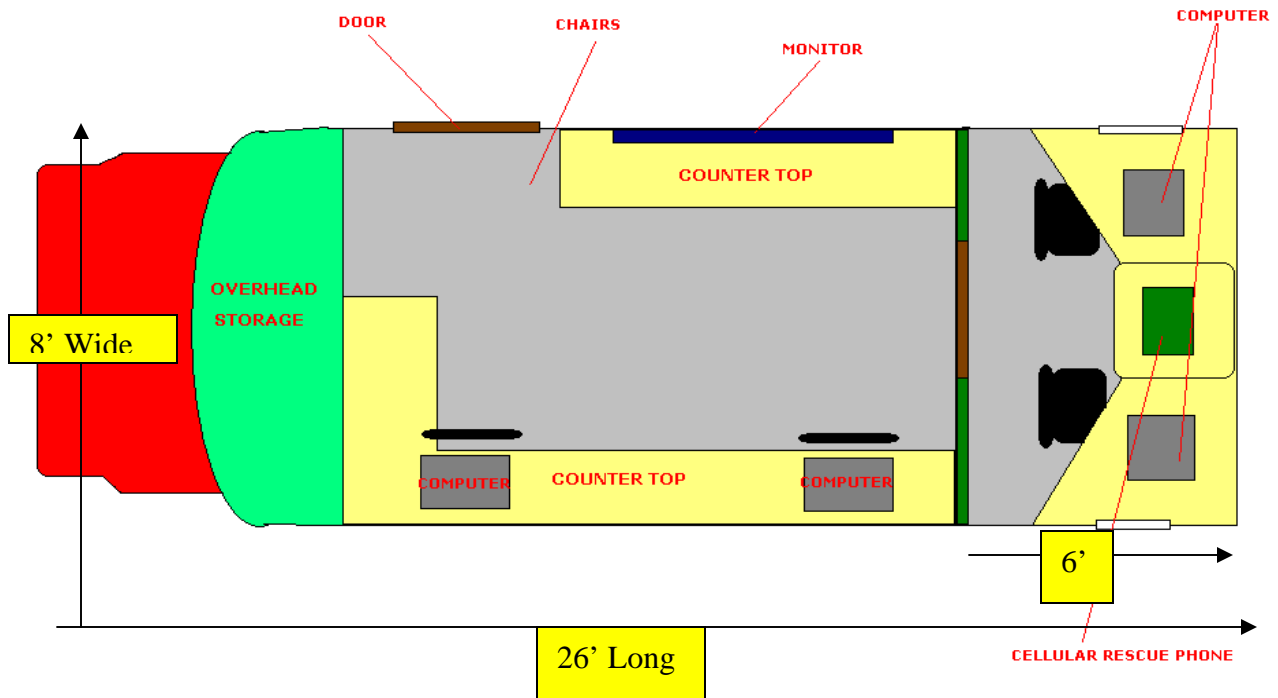 DOOR
CHAIRS
MONITOR
COMPUTER
COUNTER TOP
OVERHEAD
STORAGE
8’ Wide
COMPUTER
COUNTER TOP
COMPUTER
6’
26’ Long
CELLULAR RESCUE PHONE